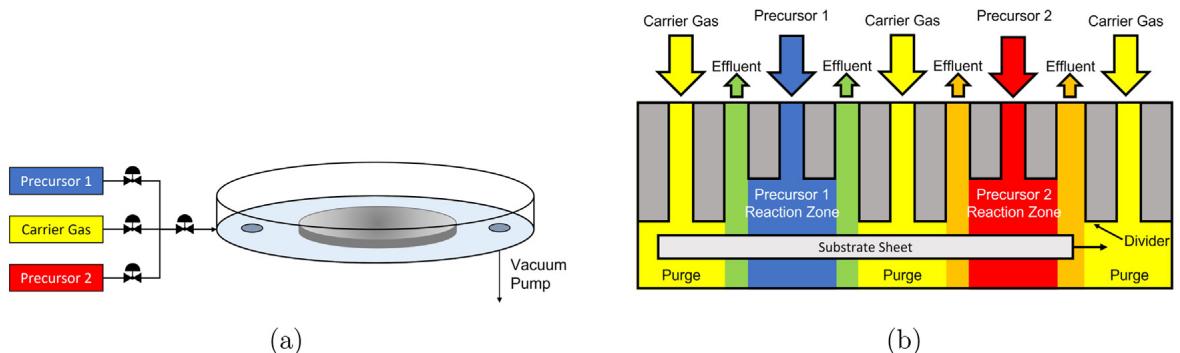 Precursor 1
Carrier Gas
Precursor 2
Vacuum
Pump
(a)
Carrier Gas
Precursor 1
Carrier Gas
Precursor 2
Carrier Gas
Effluent
Effluent
Effluent
Effluent
Precursor 1
Reaction Zone
Precursor 2
Reaction Zone
Divider
Substrate Sheet
Purge
Purge
Purge
(b)